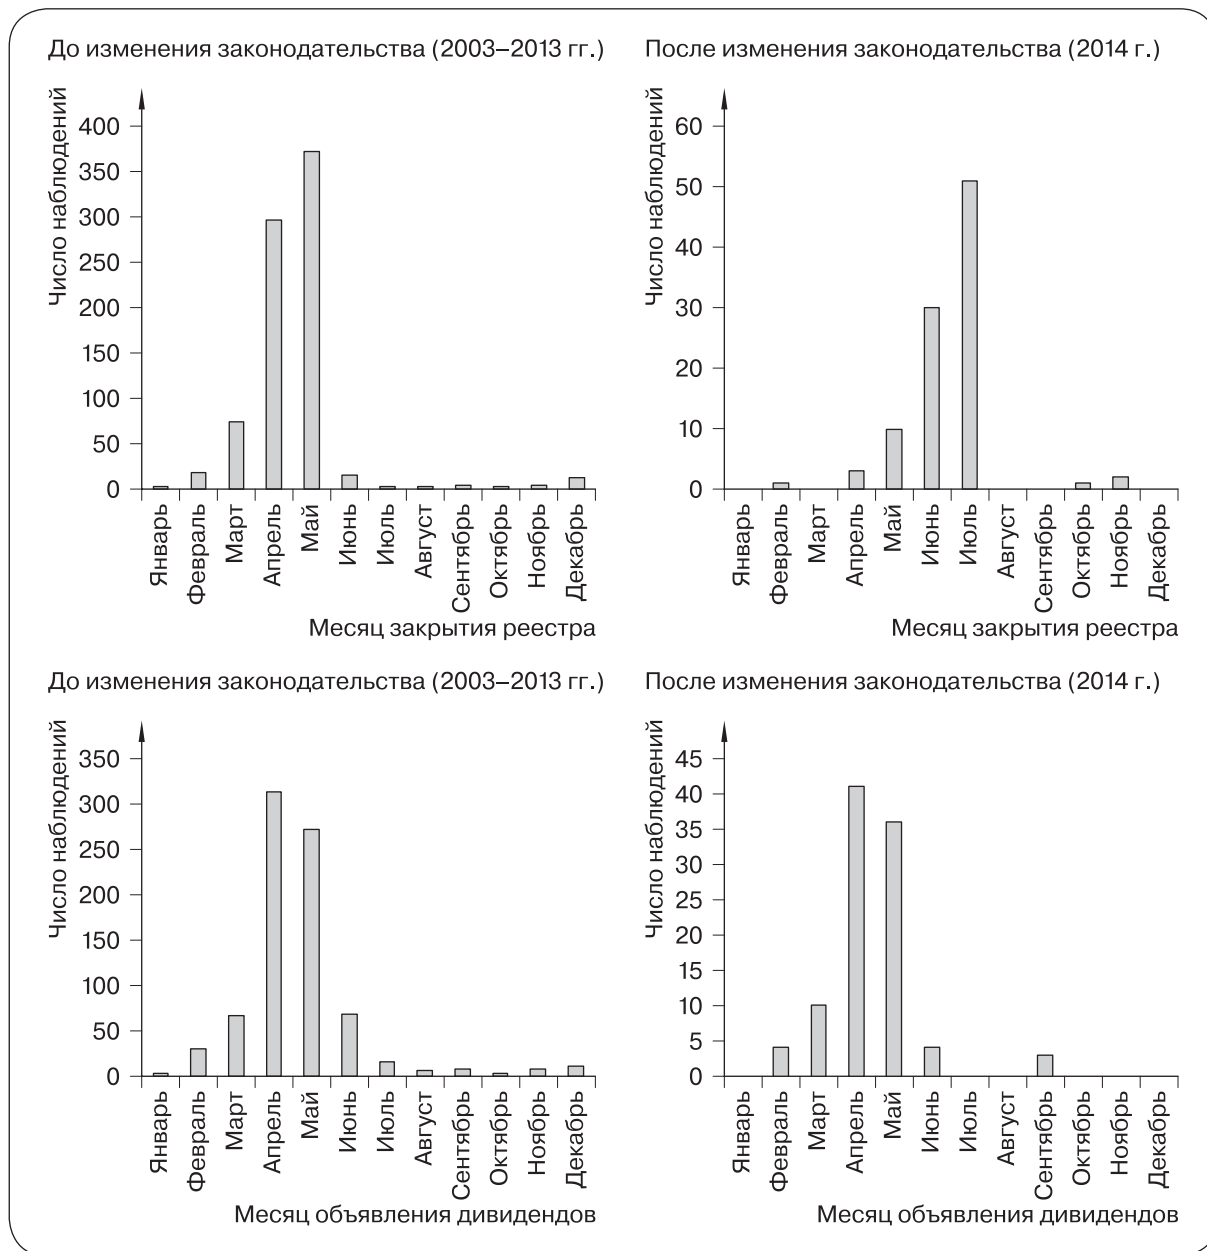 До изменения законодательства (2003–2013 гг.)
Число наблюдений
400
350
300
250
200
150
100
50
0
Январь
Февраль
Март
Апрель
Май
Июнь
Июль
Август
Сентябрь
Октябрь
Ноябрь
Декабрь
Месяц закрытия реестра
После изменения законодательства (2014 г.)
Число наблюдений
60
50
40
30
20
10
0
Январь
Февраль
Март
Апрель
Май
Июнь
Июль
Август
Сентябрь
Октябрь
Ноябрь
Декабрь
Месяц закрытия реестра
До изменения законодательства (2003–2013 гг.)
Число наблюдений
350
300
250
200
150
100
50
0
Январь
Февраль
Март
Апрель
Май
Июнь
Июль
Август
Сентябрь
Октябрь
Ноябрь
Декабрь
Месяц объявления дивидендов
После изменения законодательства (2014 г.)
Число наблюдений
45
40
35
30
25
20
15
10
5
0
Январь
Февраль
Март
Апрель
Май
Июнь
Июль
Август
Сентябрь
Октябрь
Ноябрь
Декабрь
Месяц объявления дивидендов